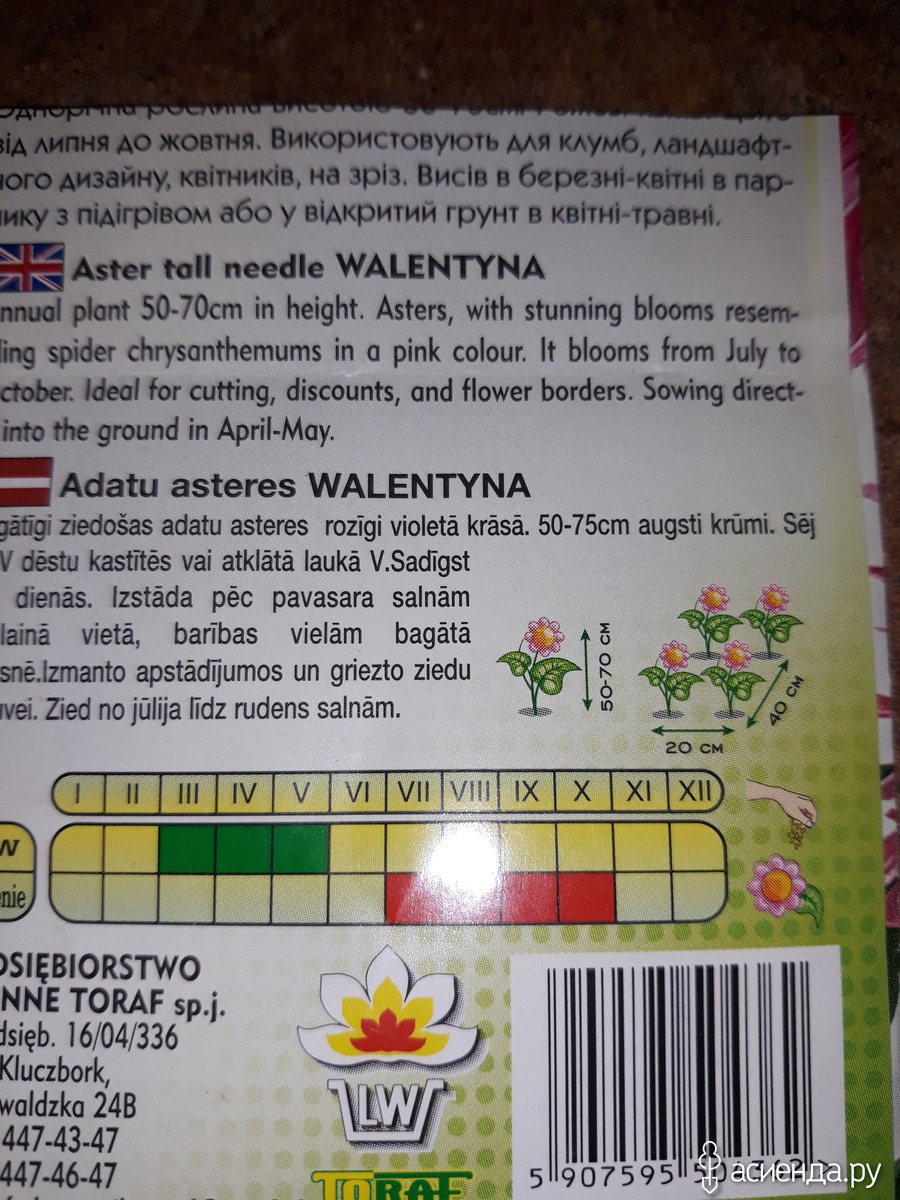 від липня до жовтня. Використовують для клумб, ландшафт-
ного дизайну, квітників, на зріз. Висів в березні-квітні в пар-
нику з підігрівом або у відкритий грунт в квітні-травні.
Aster tall needle WALENTYNA
nnual plant 50-70cm in height. Asters, with stunning blooms resem-
ling spider chrysanthemums in a pink colour. It blooms from July to
ctober. Ideal for cutting, discounts, and flower borders. Sowing direct-
into the ground in April-May.
Adatu asteres WALENTYNA
gātīgi ziedošas adatu asteres rozīgi violetā krāsā. 50-75cm augsti krūmi. Sēj
V dēstu kastītēs vai atklātā laukā V.Sadīgst
dienās. Izstāda pēc pavasara salnām
lainā vietā, barības vielām bagātā
snē.Izmanto apstādījumos un griezto ziedu
vei. Zied no jūlija līdz rudens salnām.
50-70 CM
40 CM
20 CM
I II III IV V VI VII VIII IX X XI XII
W
enie
OSIĘBIORSTWO
NNE TORAF sp.j.
dsięb. 16/04/336
Kluczbork,
waldzka 24B
447-43-47
447-46-47
LW
TORAF
5 907595
асиенда.ру